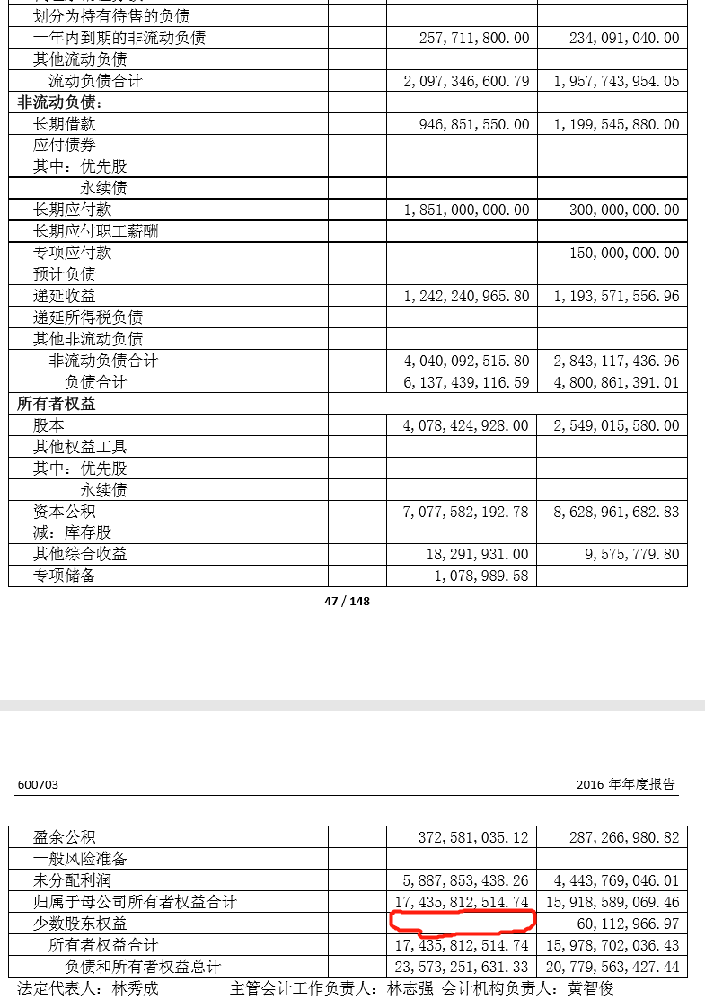 划分为持有待售的负债
一年内到期的非流动负债 257,711,800.00 234,091,040.00
其他流动负债
流动负债合计 2,097,346,600.79 1,957,743,954.05
非流动负债：
长期借款 946,851,550.00 1,199,545,880.00
应付债券
其中：优先股
永续债
长期应付款 1,851,000,000.00 300,000,000.00
长期应付职工薪酬
专项应付款 150,000,000.00
预计负债
递延收益 1,242,240,965.80 1,193,571,556.96
递延所得税负债
其他非流动负债
非流动负债合计 4,040,092,515.80 2,843,117,436.96
负债合计 6,137,439,116.59 4,800,861,391.01
所有者权益
股本 4,078,424,928.00 2,549,015,580.00
其他权益工具
其中：优先股
永续债
资本公积 7,077,582,192.78 8,628,961,682.83
减：库存股
其他综合收益 18,291,931.00 9,575,779.80
专项储备 1,078,989.58
47 / 148
600703 2016 年年度报告
盈余公积 372,581,035.12 287,266,980.82
一般风险准备
未分配利润 5,887,853,438.26 4,443,769,046.01
归属于母公司所有者权益合计 17,435,812,514.74 15,918,589,069.46
少数股东权益 60,112,966.97
所有者权益合计 17,435,812,514.74 15,978,702,036.43
负债和所有者权益总计 23,573,251,631.33 20,779,563,427.44
法定代表人：林秀成 主管会计工作负责人：林志强 会计机构负责人：黄智俊